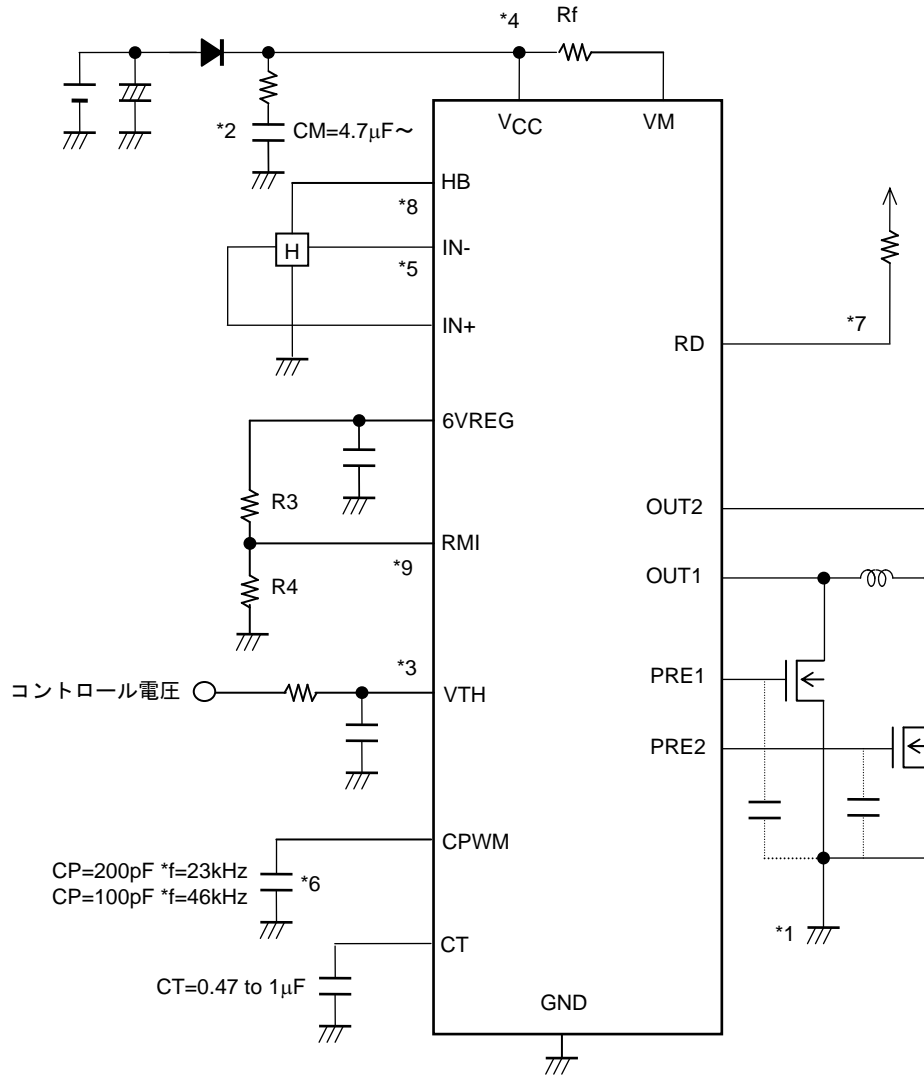 *4
Rf
VCC
VM
*2
CM=4.7μF～
HB
*8
H
IN-
*5
IN+
*7
RD
6VREG
R3
OUT2
RMI
*9
OUT1
R4
*3
PRE1
コントロール電圧
VTH
PRE2
CPWM
CP=200pF *f=23kHz
CP=100pF *f=46kHz
*6
*1
CT
CT=0.47 to 1μF
GND